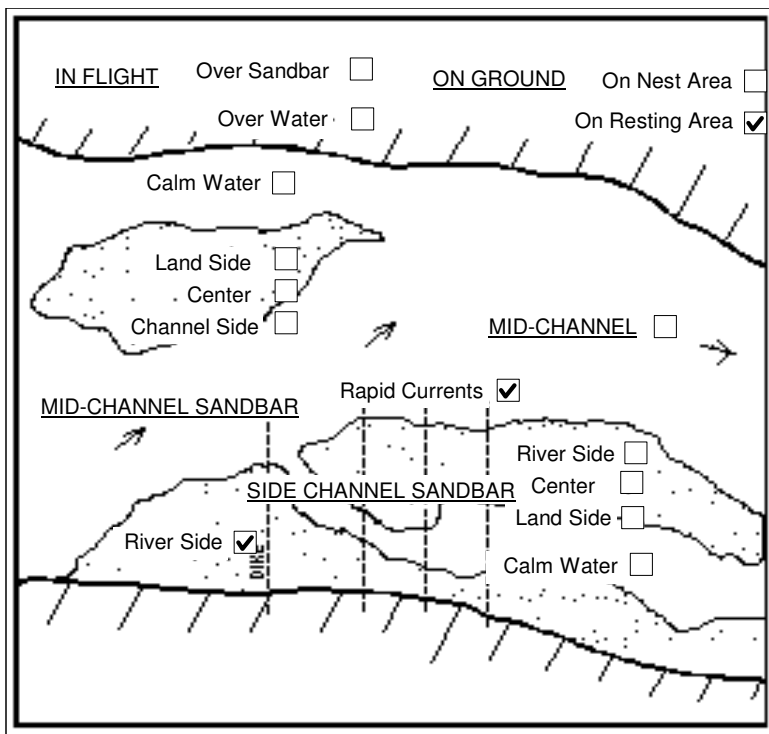 IN FLIGHT Over Sandbar ON GROUND On Nest Area
Over Water On Resting Area
Calm Water
Land Side
Center
Channel Side MID-CHANNEL
Rapid Currents
MID-CHANNEL SANDBAR
River Side
SIDE CHANNEL SANDBAR Center
Land Side
River Side
DIKE
Calm Water